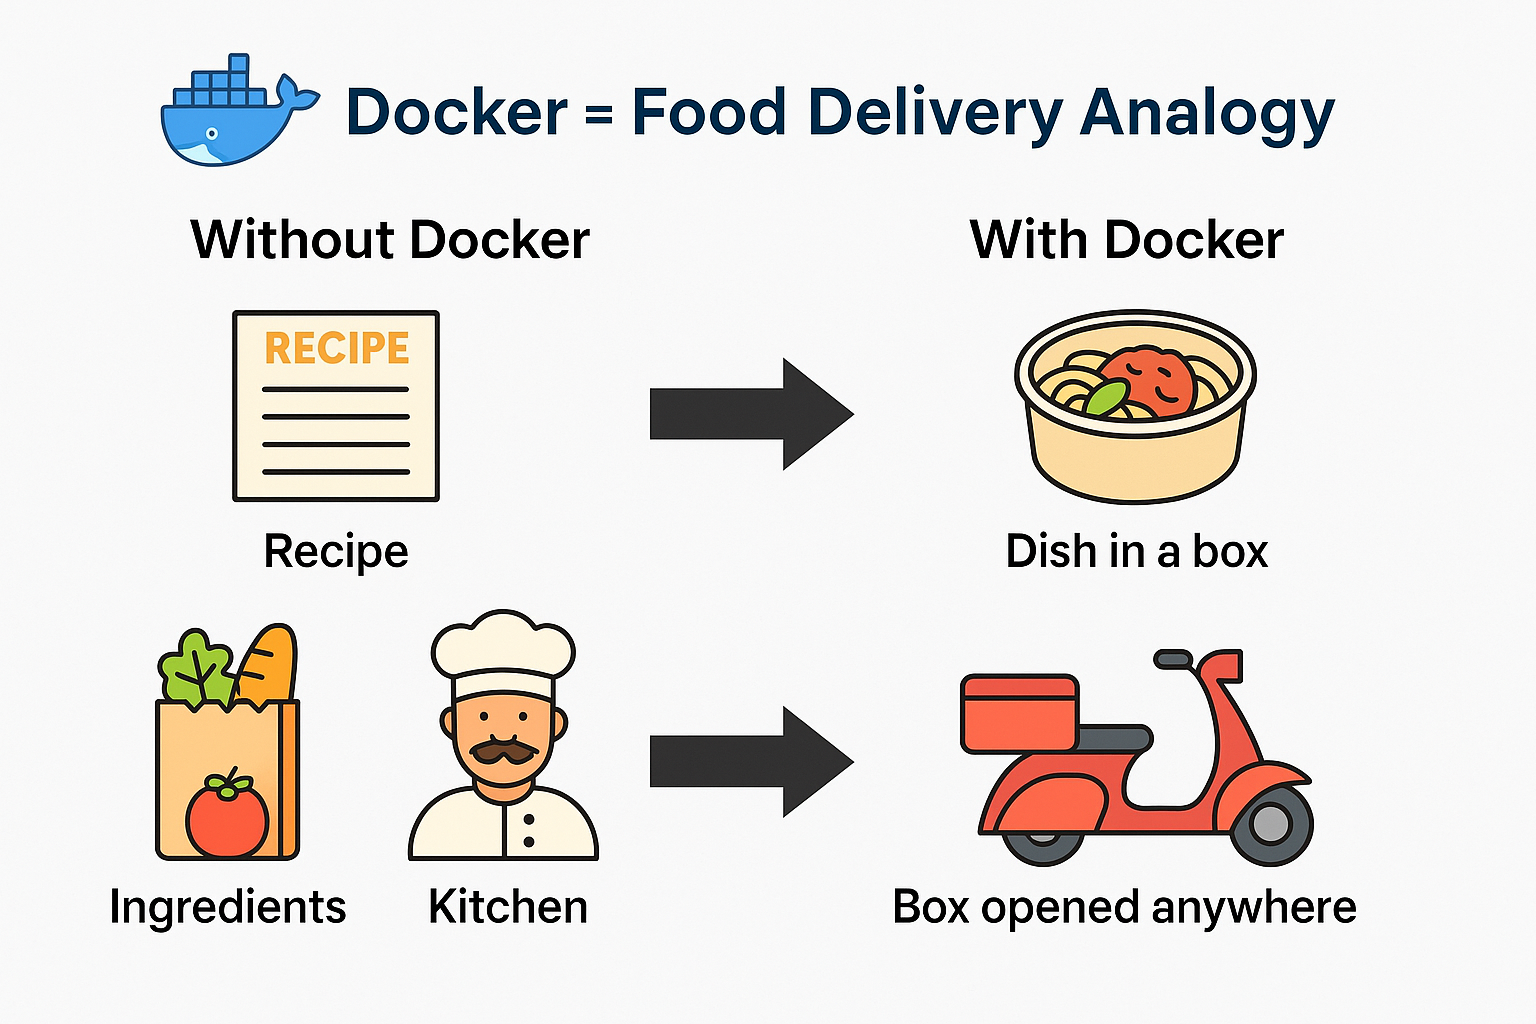 Docker = Food Delivery Analogy
Without Docker
With Docker
RECIPE
Recipe
Dish in a box
Ingredients
Kitchen
Box opened anywhere